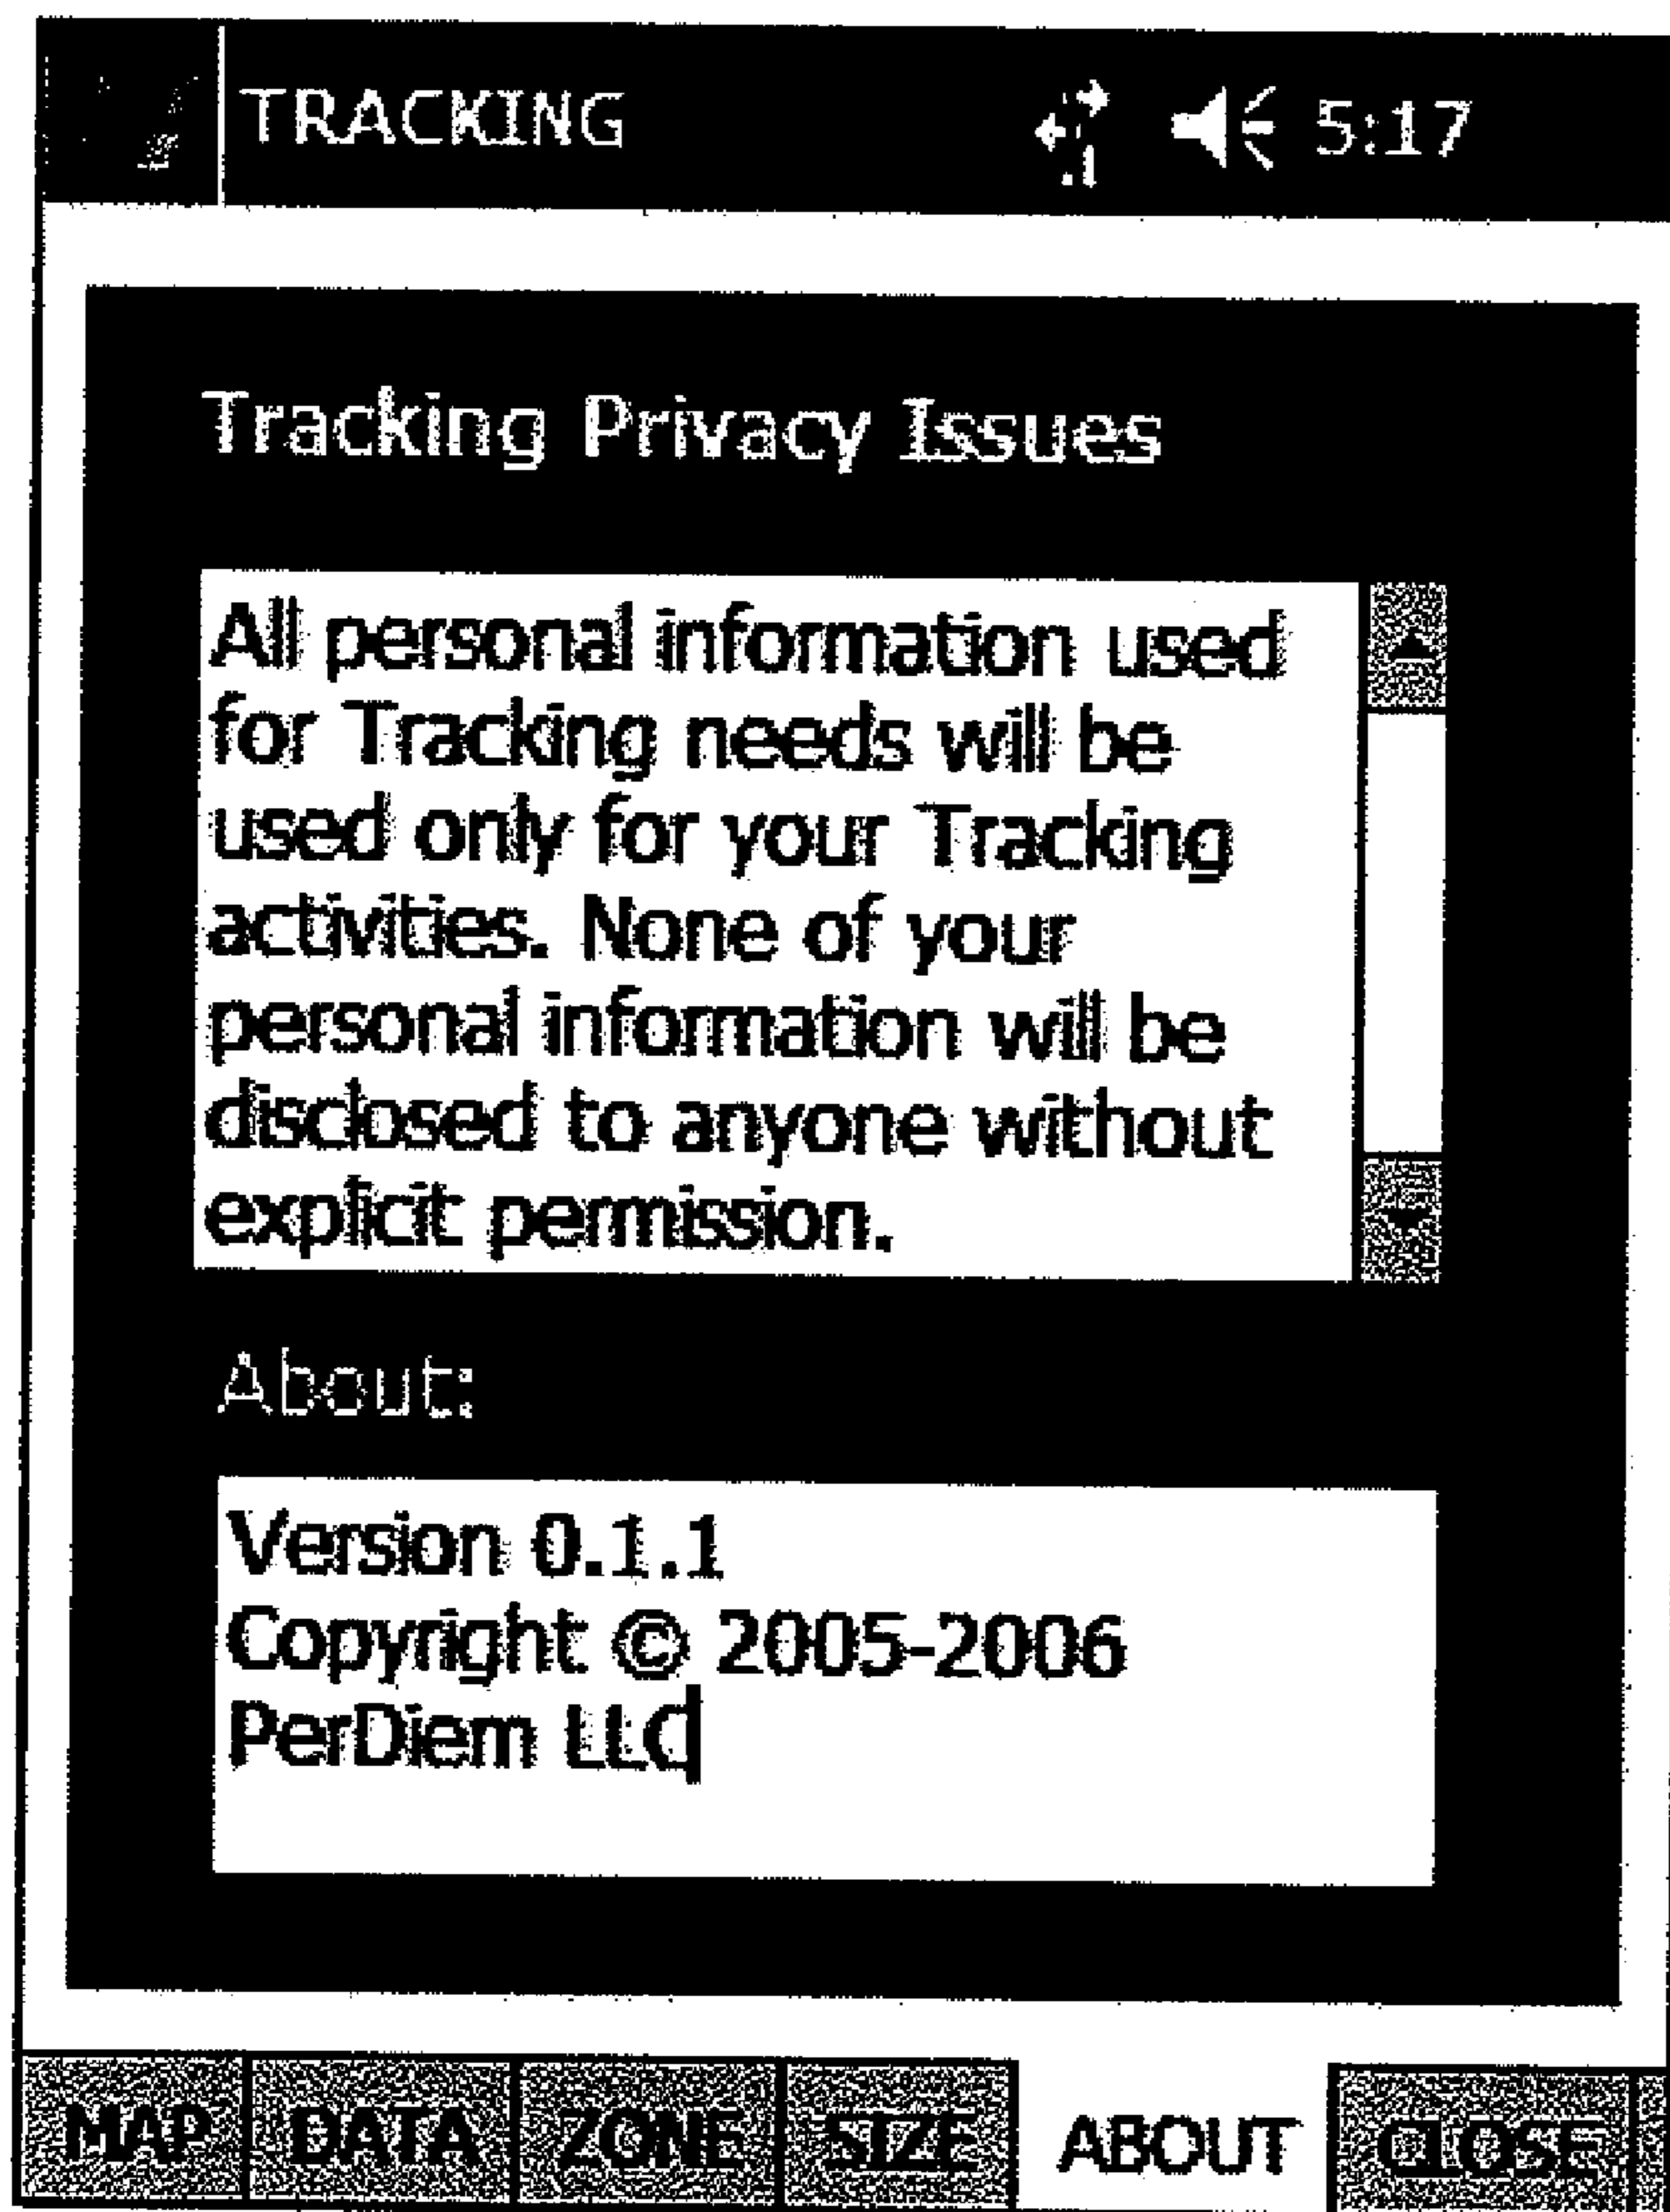 TRACKING 5:17
Tracking Privacy Issues
All personal information used
for Tracking needs will be
used only for your Tracking
activities. None of your
personal information will be
disclosed to anyone without
explicit permission.
About:
Version 0.1.1
Copyright © 2005-2006
PerDiem LLC
MAP DATA ZONE SIZE ABOUT CLOSE